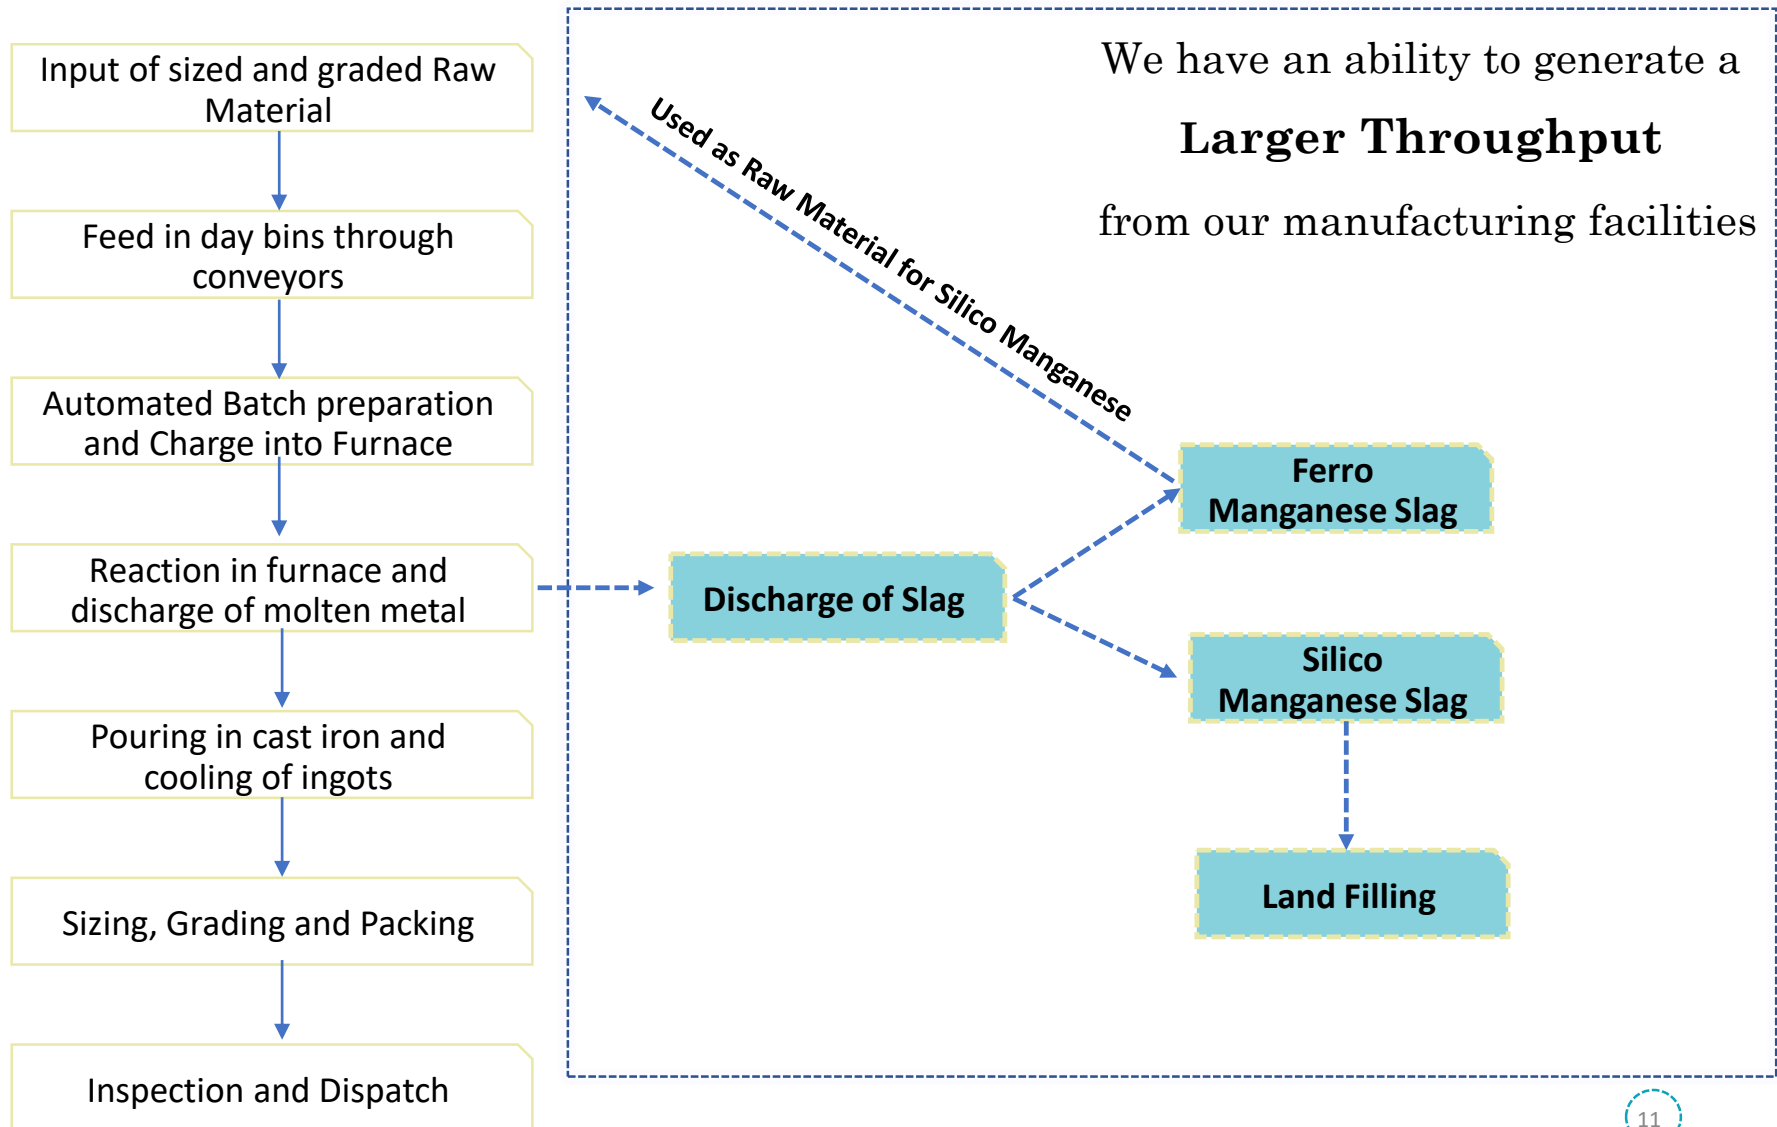 Input of sized and graded Raw
Material
Feed in day bins through
conveyors
Automated Batch preparation
and Charge into Furnace
Reaction in furnace and
discharge of molten metal
Pouring in cast iron and
cooling of ingots
Sizing, Grading and Packing
Inspection and Dispatch
We have an ability to generate a
Larger Throughput
from our manufacturing facilities
Used as Raw Material for Silico Manganese
Discharge of Slag
Ferro
Manganese Slag
Silico
Manganese Slag
Land Filling
11